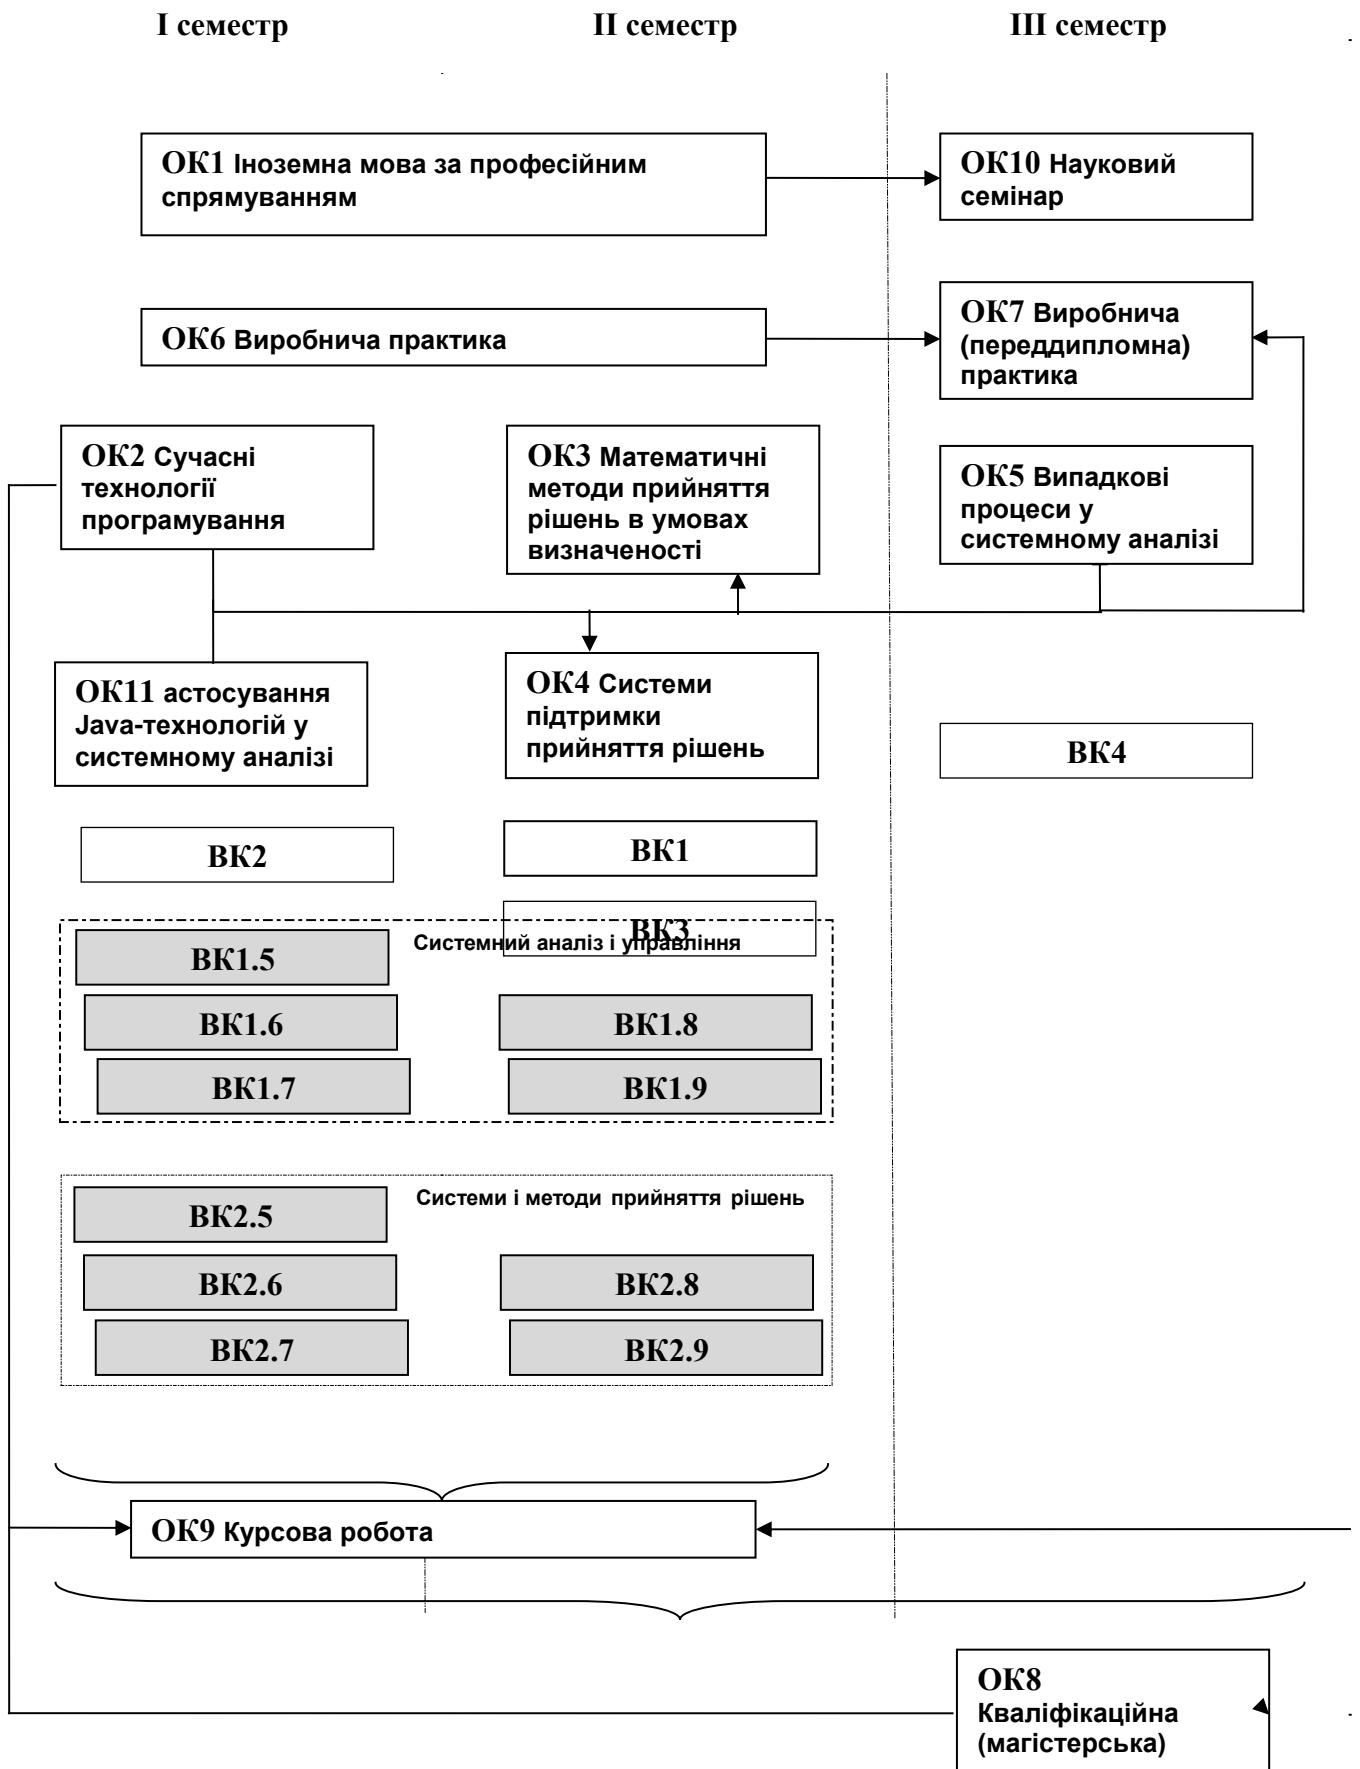 I семестр
II семестр
III семестр
ОК1 Іноземна мова за професійним
спрямуванням
ОК10 Науковий
семінар
ОК6 Виробнича практика
ОК7 Виробнича
(переддипломна)
практика
ОК2 Сучасні
технології
програмування
ОК3 Математичні
методи прийняття
рішень в умовах
визначеності
ОК5 Випадкові
процеси у
системному аналізі
ОК11 астосування
Java-технологій у
системному аналізі
ОК4 Системи
підтримки
прийняття рішень
ВК4
ВК2
ВК1
ВК3
Системний аналіз і управління
ВК1.5
ВК1.6
ВК1.8
ВК1.7
ВК1.9
Системи і методи прийняття рішень
ВК2.5
ВК2.6
ВК2.8
ВК2.7
ВК2.9
ОК9 Курсова робота
ОК8
Кваліфікаційна
(магістерська)